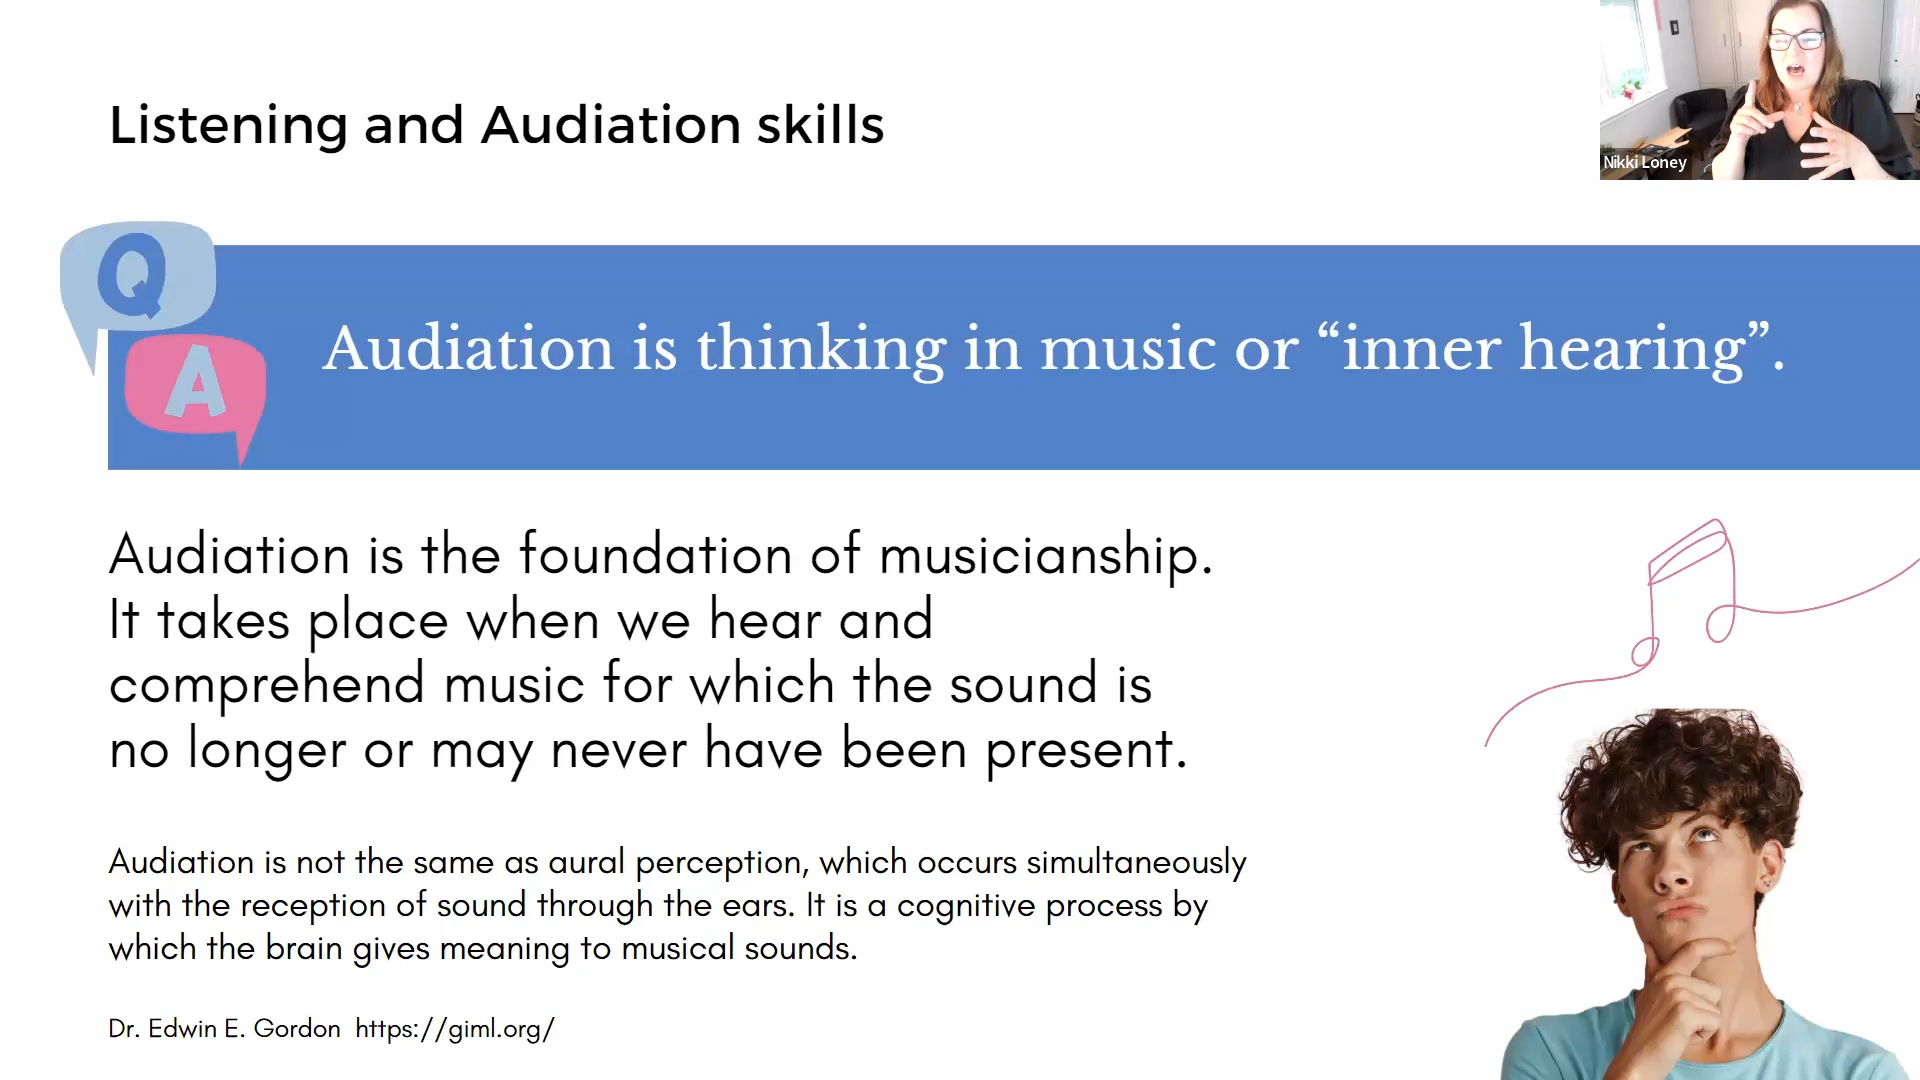 Listening and Audiation skills
Nikki Loney
Q
A
Audiation is thinking in music or “inner hearing”.
Audiation is the foundation of musicianship.
It takes place when we hear and
comprehend music for which the sound is
no longer or may never have been present.
Audiation is not the same as aural perception, which occurs simultaneously
with the reception of sound through the ears. It is a cognitive process by
which the brain gives meaning to musical sounds.
Dr. Edwin E. Gordon https://giml.org/